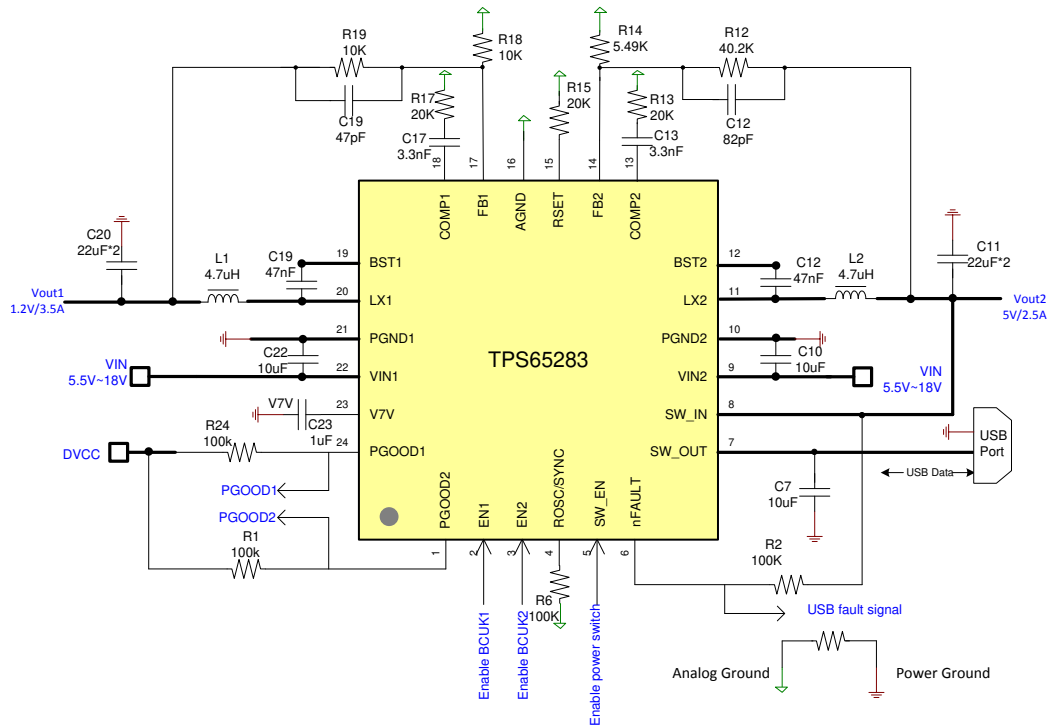 R19
10K
C19
47pF
R18
10K
R17
20K
C17
3.3nF
R14
5.49K
R15
20K
R13
20K
C13
3.3nF
R12
40.2K
C12
82pF
18
17
16
15
14
13
COMP1
FB1
AGND
RSET
FB2
COMP2
C20
22uF*2
L1
4.7uH
C19
47nF
Vout1
1.2V/3.5A
19
BST1
20
LX1
21
PGND1
C22
10uF
VIN
5.5V~18V
22
VIN1
V7V
C23
1uF
23
V7V
DVCC
R24
100k
24
PGOOD1
PGOOD1
PGOOD2
R1
100k
TPS65283
12
BST2
C12
47nF
11
LX2
L2
4.7uH
C11
22uF*2
Vout2
5V/2.5A
10
PGND2
C10
10uF
9
VIN2
VIN
5.5V~18V
8
SW_IN
7
SW_OUT
USB
Port
USB Data
C7
10uF
PGOOD2
EN1
EN2
ROSC/SYNC
SW_EN
nFAULT
1
2
3
4
5
6
R6
100K
R2
100K
USB fault signal
Enable BCUK1
Enable BCUK2
Enable power switch
Analog Ground
Power Ground